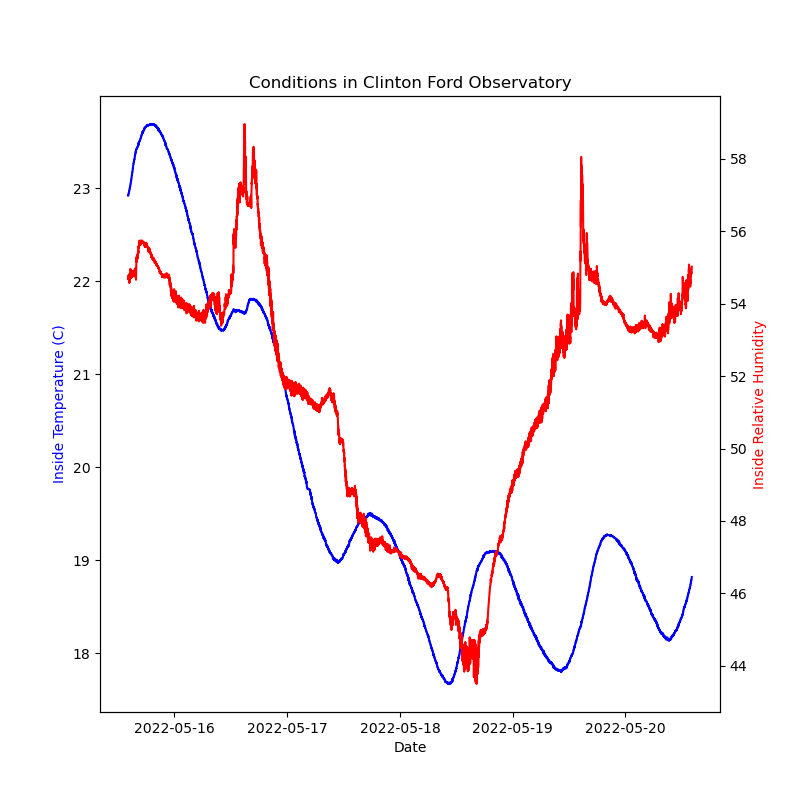 Conditions in Clinton Ford Observatory
Inside Temperature (C)
23
22
21
20
19
18
58
56
54
52
50
48
46
44
Inside Relative Humidity
2022-05-16 2022-05-17 2022-05-18 2022-05-19 2022-05-20
Date